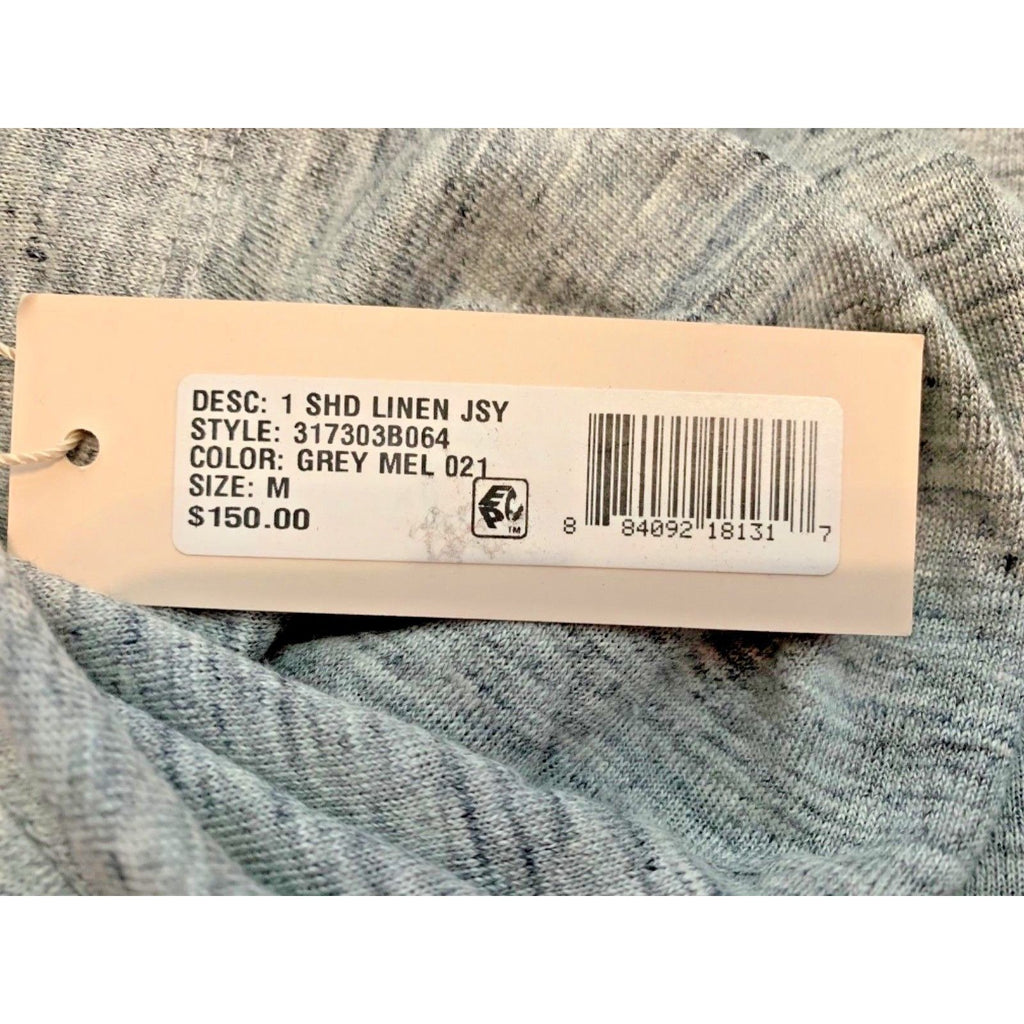 DESC: 1 SHD LINEN JSY
STYLE: 317303B064
COLOR: GREY MEL 021
SIZE: M
$150.00
EPC TM
8 84092 18131 7